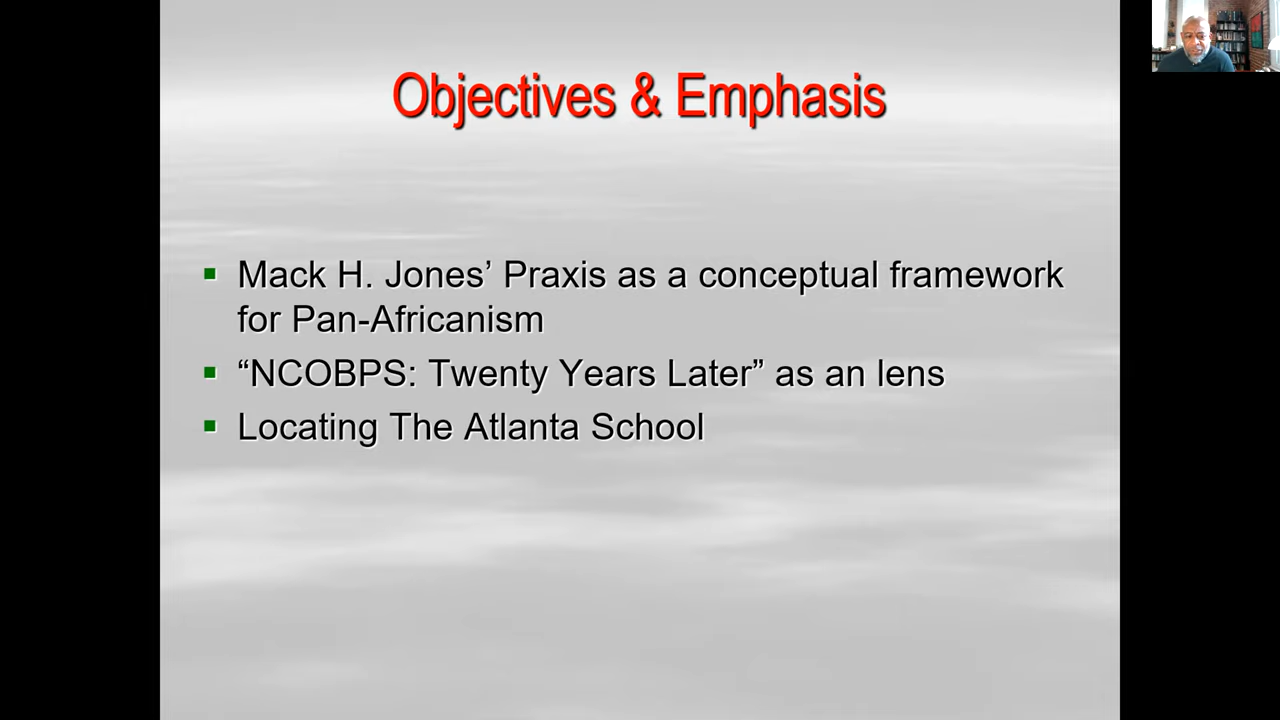 Objectives & Emphasis
Mack H. Jones’ Praxis as a conceptual framework
for Pan-Africanism
“NCOBPS: Twenty Years Later” as an lens
Locating The Atlanta School